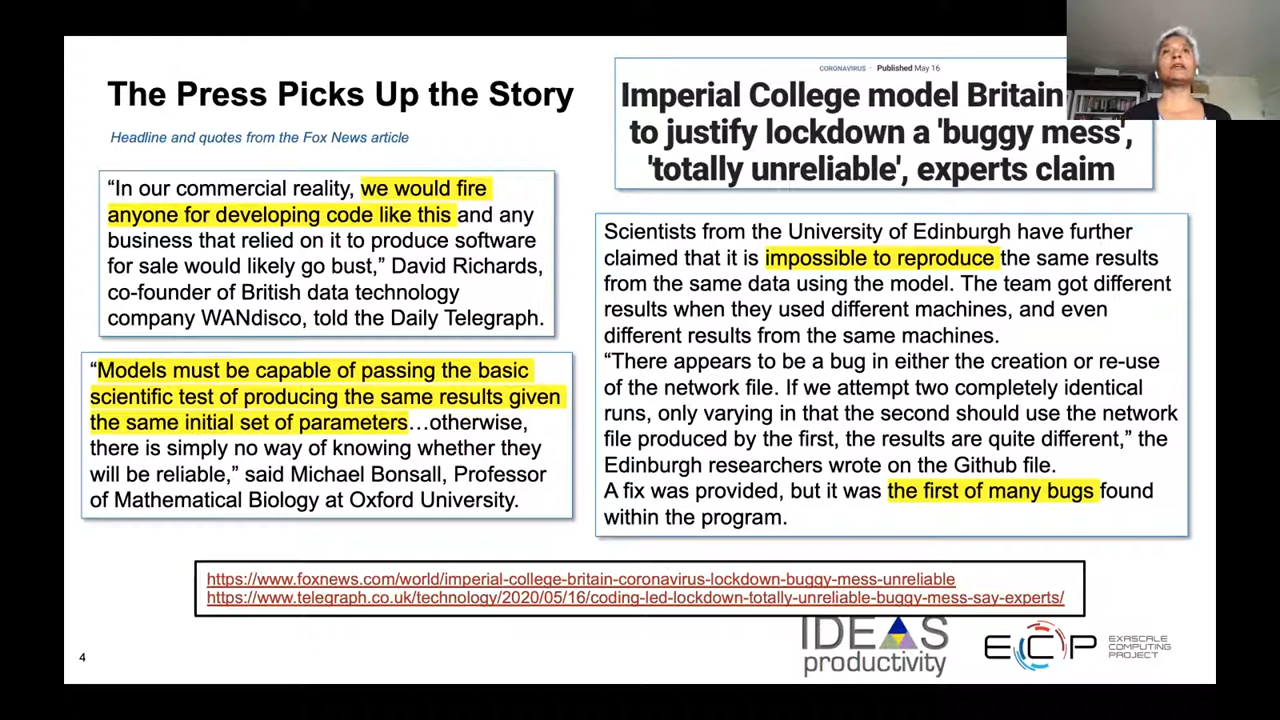 The Press Picks Up the Story
Headline and quotes from the Fox News article
CORONAVIRUS · Published May 16
Imperial College model Britain
to justify lockdown a 'buggy mess',
'totally unreliable', experts claim
“In our commercial reality, we would fire
anyone for developing code like this and any
business that relied on it to produce software
for sale would likely go bust,” David Richards,
co-founder of British data technology
company WANdisco, told the Daily Telegraph.
“Models must be capable of passing the basic
scientific test of producing the same results given
the same initial set of parameters…otherwise,
there is simply no way of knowing whether they
will be reliable,” said Michael Bonsall, Professor
of Mathematical Biology at Oxford University.
Scientists from the University of Edinburgh have further
claimed that it is impossible to reproduce the same results
from the same data using the model. The team got different
results when they used different machines, and even
different results from the same machines.
“There appears to be a bug in either the creation or re-use
of the network file. If we attempt two completely identical
runs, only varying in that the second should use the network
file produced by the first, the results are quite different,” the
Edinburgh researchers wrote on the Github file.
A fix was provided, but it was the first of many bugs found
within the program.
https://www.foxnews.com/world/imperial-college-britain-coronavirus-lockdown-buggy-mess-unreliable
https://www.telegraph.co.uk/technology/2020/05/16/coding-led-lockdown-totally-unreliable-buggy-mess-say-experts/
4
IDEAS
productivity
ECP
EXASCALE
COMPUTING
PROJECT